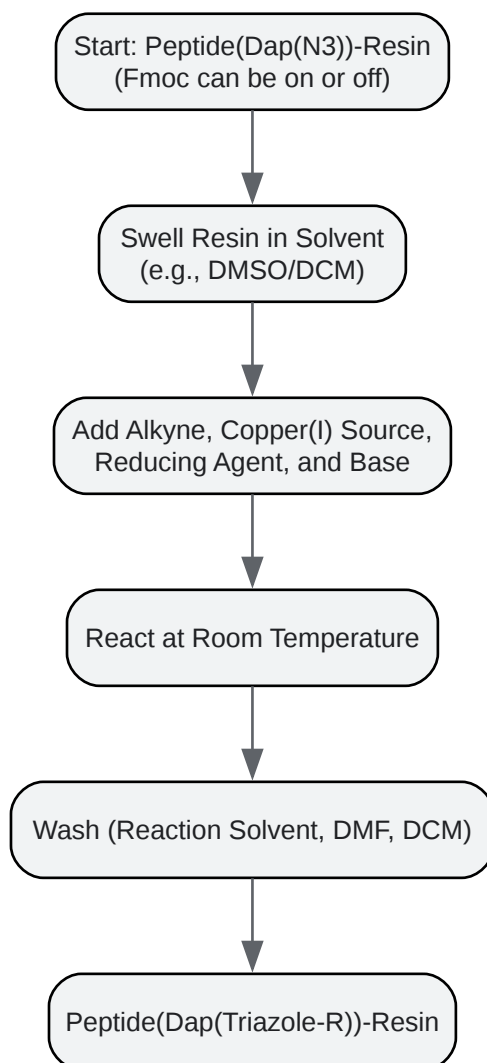 Start: Peptide(Dap(N3))-Resin
(Fmoc can be on or off)
Swell Resin in Solvent
(e.g., DMSO/DCM)
Add Alkyne, Copper(I) Source,
Reducing Agent, and Base
React at Room Temperature
Wash (Reaction Solvent, DMF, DCM)
Peptide(Dap(Triazole-R))-Resin